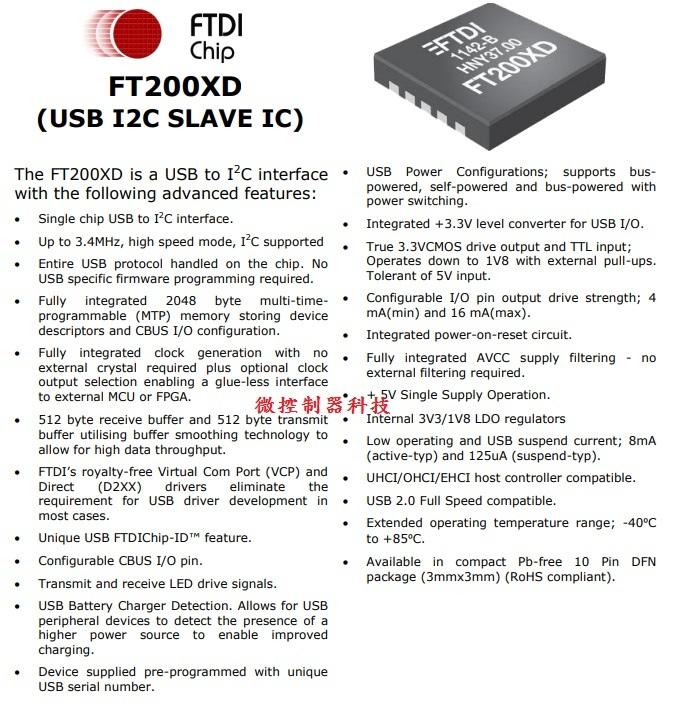 FTDI
Chip
FT200XD
(USB I2C SLAVE IC)
FTDI
1142-B
HNY37.00
FT200XD
The FT200XD is a USB to I²C interface
with the following advanced features:
• Single chip USB to I²C interface.
• Up to 3.4MHz, high speed mode, I²C supported
• Entire USB protocol handled on the chip. No
USB specific firmware programming required.
• Fully integrated 2048 byte multi-time-
programmable (MTP) memory storing device
descriptors and CBUS I/O configuration.
• Fully integrated clock generation with no
external crystal required plus optional clock
output selection enabling a glue-less interface
to external MCU or FPGA.
• 512 byte receive buffer and 512 byte transmit
buffer utilising buffer smoothing technology to
allow for high data throughput.
• FTDI’s royalty-free Virtual Com Port (VCP) and
Direct (D2XX) drivers eliminate the
requirement for USB driver development in
most cases.
• Unique USB FTDIChip-ID™ feature.
• Configurable CBUS I/O pin.
• Transmit and receive LED drive signals.
• USB Battery Charger Detection. Allows for USB
peripheral devices to detect the presence of a
higher power source to enable improved
charging.
• Device supplied pre-programmed with unique
USB serial number.
• USB Power Configurations; supports bus-
powered, self-powered and bus-powered with
power switching.
• Integrated +3.3V level converter for USB I/O.
• True 3.3VCMOS drive output and TTL input;
Operates down to 1V8 with external pull-ups.
Tolerant of 5V input.
• Configurable I/O pin output drive strength; 4
mA(min) and 16 mA(max).
• Integrated power-on-reset circuit.
• Fully integrated AVCC supply filtering - no
external filtering required.
• + 5V Single Supply Operation.
微控制器科技
• Internal 3V3/1V8 LDO regulators
• Low operating and USB suspend current; 8mA
(active-typ) and 125uA (suspend-typ).
• UHCI/OHCI/EHCI host controller compatible.
• USB 2.0 Full Speed compatible.
• Extended operating temperature range; -40ºC
to +85ºC.
• Available in compact Pb-free 10 Pin DFN
package (3mmx3mm) (RoHS compliant).